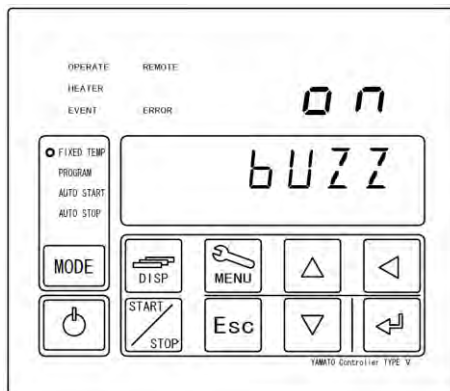 OPERATE REMOTE
HEATER
EVENT ERROR
on
FIXED TEMP
PROGRAM
AUTO START
AUTO STOP
bUZZ
MODE
DISP
MENU
START
STOP
Esc
YAMATO Controller TYPE V